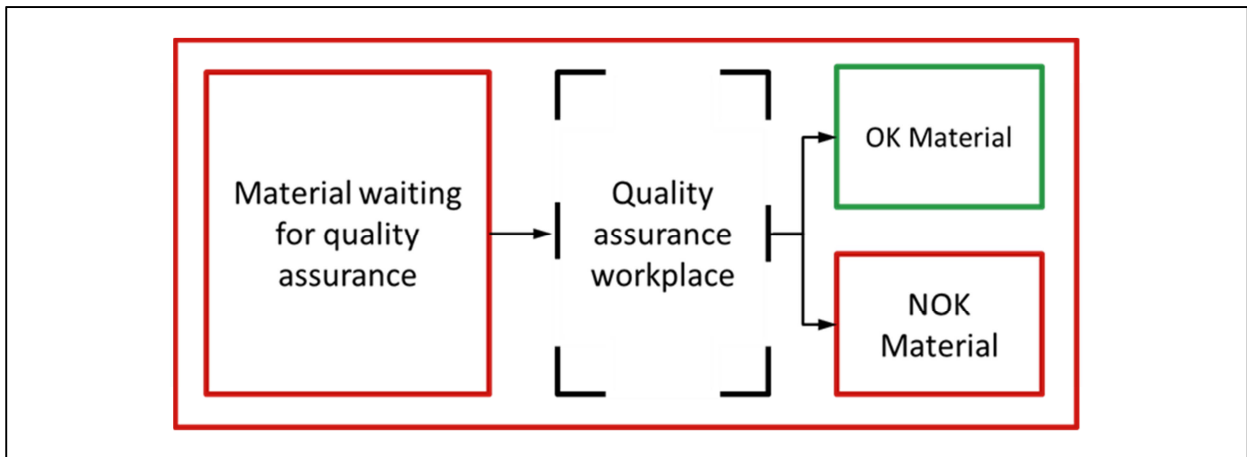 Material waiting
for quality
assurance
Quality
assurance
workplace
OK Material
NOK
Material